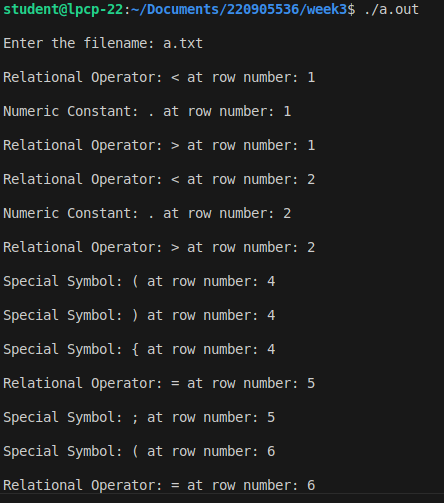 student@lpcp-22:~/Documents/220905536/week3$ ./a.out
Enter the filename: a.txt
Relational Operator: < at row number: 1
Numeric Constant: . at row number: 1
Relational Operator: > at row number: 1
Relational Operator: < at row number: 2
Numeric Constant: . at row number: 2
Relational Operator: > at row number: 2
Special Symbol: ( at row number: 4
Special Symbol: ) at row number: 4
Special Symbol: { at row number: 4
Relational Operator: = at row number: 5
Special Symbol: ; at row number: 5
Special Symbol: ( at row number: 6
Relational Operator: = at row number: 6